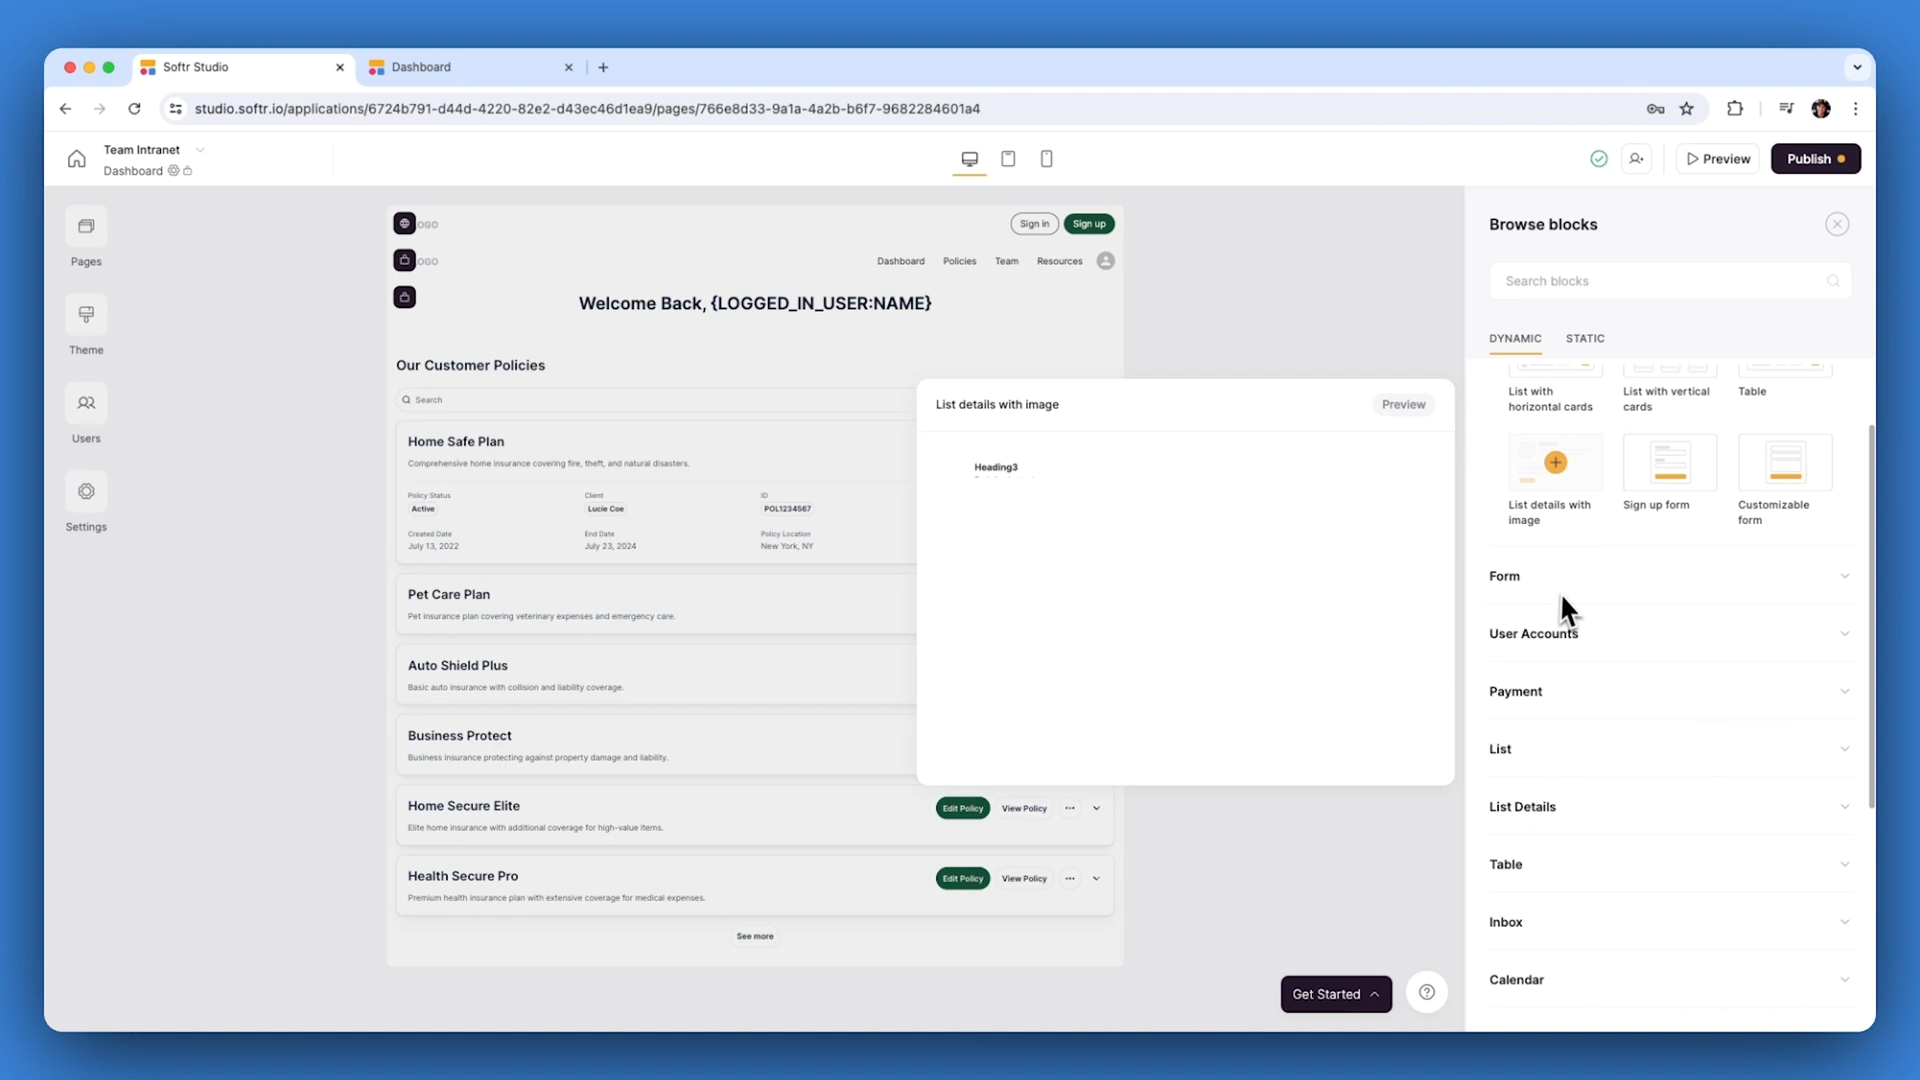 Softr Studio
Dashboard
studio.softr.io/applications/6724b791-d44d-4220-82e2-d43ec46d1ea9/pages/766e8d33-9a1a-4a2b-b6f7-9682284601a4
Team Intranet
Dashboard
Preview
Publish
Pages
Theme
Users
Settings
OGO
Sign in
Sign up
OGO
Dashboard
Policies
Team
Resources
Welcome Back, {LOGGED_IN_USER:NAME}
Our Customer Policies
Search
Home Safe Plan
Comprehensive home insurance covering fire, theft, and natural disasters.
Policy Status
Client
ID
Active
Lucie Coe
POL1234567
Created Date
End Date
Policy Location
July 13, 2022
July 23, 2024
New York, NY
Pet Care Plan
Pet insurance plan covering veterinary expenses and emergency care.
Auto Shield Plus
Basic auto insurance with collision and liability coverage.
Business Protect
Business insurance protecting against property damage and liability.
Home Secure Elite
Elite home insurance with additional coverage for high-value items.
Edit Policy
View Policy
Health Secure Pro
Premium health insurance plan with extensive coverage for medical expenses.
Edit Policy
View Policy
See more
List details with image
Preview
Heading3
Get Started
Browse blocks
Search blocks
DYNAMIC
STATIC
List with
horizontal cards
List with vertical
cards
Table
List details with
image
Sign up form
Customizable
form
Form
User Accounts
Payment
List
List Details
Table
Inbox
Calendar